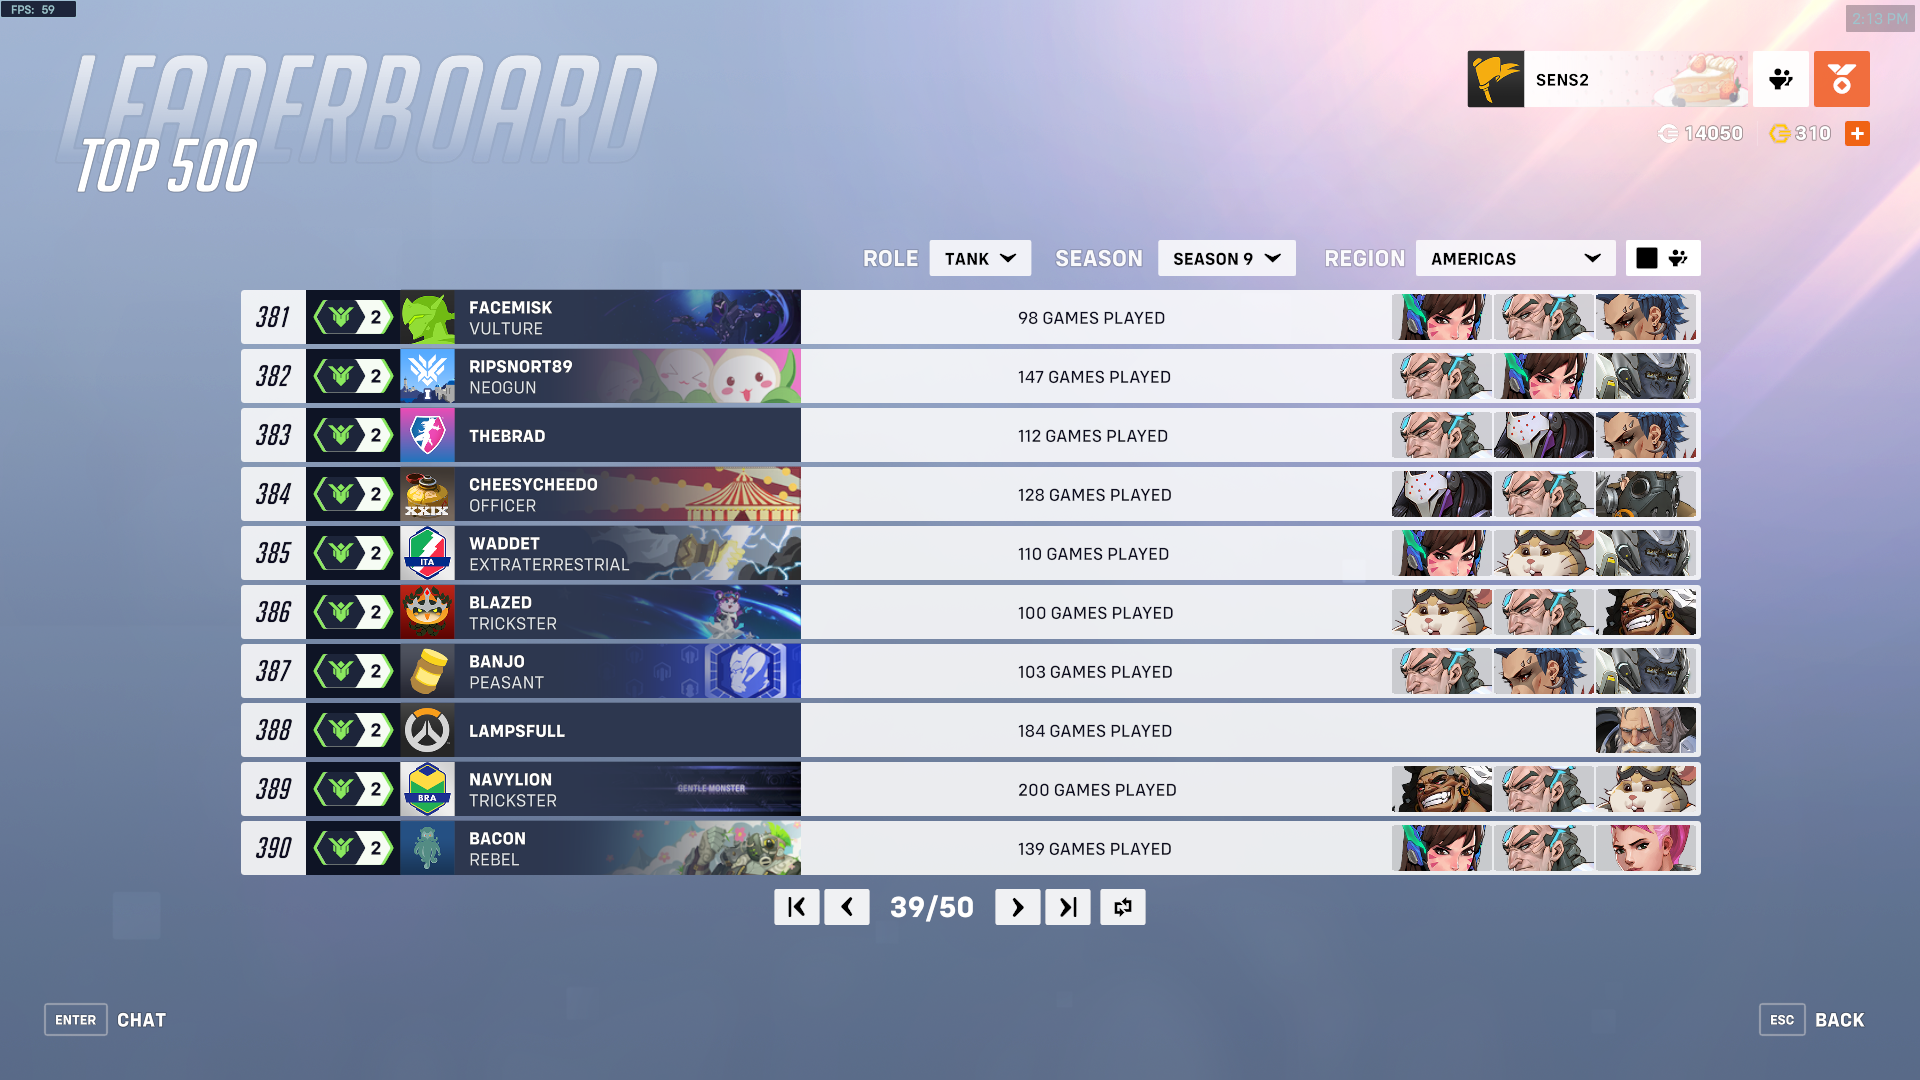 FPS: 59
2:13 PM
LEADERBOARD
TOP 500
SENS2
14050
310
ROLE TANK SEASON SEASON 9 REGION AMERICAS
381 2 FACEMISK VULTURE 98 GAMES PLAYED
382 2 I RIPSNORT89 NEOGUN 147 GAMES PLAYED
383 2 THEBRAD 112 GAMES PLAYED
384 2 XXIX CHEESYCHEEDO OFFICER 128 GAMES PLAYED
385 2 ITA WADDET EXTRATERRESTRIAL 110 GAMES PLAYED
386 2 BLAZED TRICKSTER 100 GAMES PLAYED
387 2 BANJO PEASANT 103 GAMES PLAYED
388 2 LAMPSFULL 184 GAMES PLAYED
389 2 BRA NAVYLION TRICKSTER GENTLE MONSTER 200 GAMES PLAYED
390 2 BACON REBEL 139 GAMES PLAYED
39/50
ENTER CHAT
ESC BACK